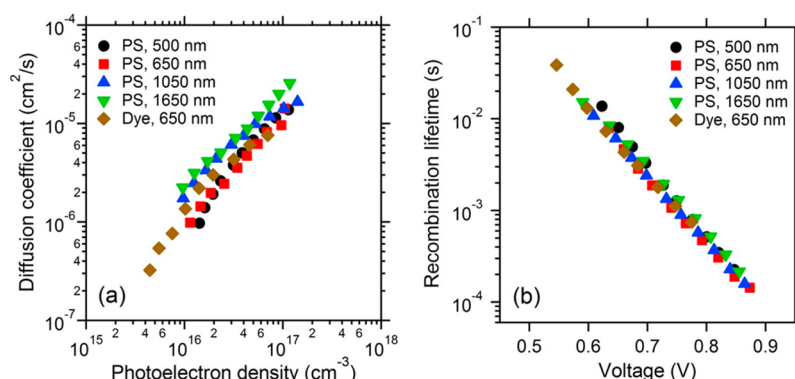 10⁻⁴
6
4
2
10⁻⁵
6
4
2
10⁻⁶
6
4
2
10⁻⁷
Diffusion coefficient (cm²/s)
PS, 500 nm
PS, 650 nm
PS, 1050 nm
PS, 1650 nm
Dye, 650 nm
(a)
10¹⁵ 2 4 6 10¹⁶ 2 4 6 10¹⁷ 2 4 6 10¹⁸
Photoelectron density (cm⁻³)
10⁻¹
10⁻²
10⁻³
10⁻⁴
Recombination lifetime (s)
PS, 500 nm
PS, 650 nm
PS, 1050 nm
PS, 1650 nm
Dye, 650 nm
(b)
0.5 0.6 0.7 0.8 0.9
Voltage (V)